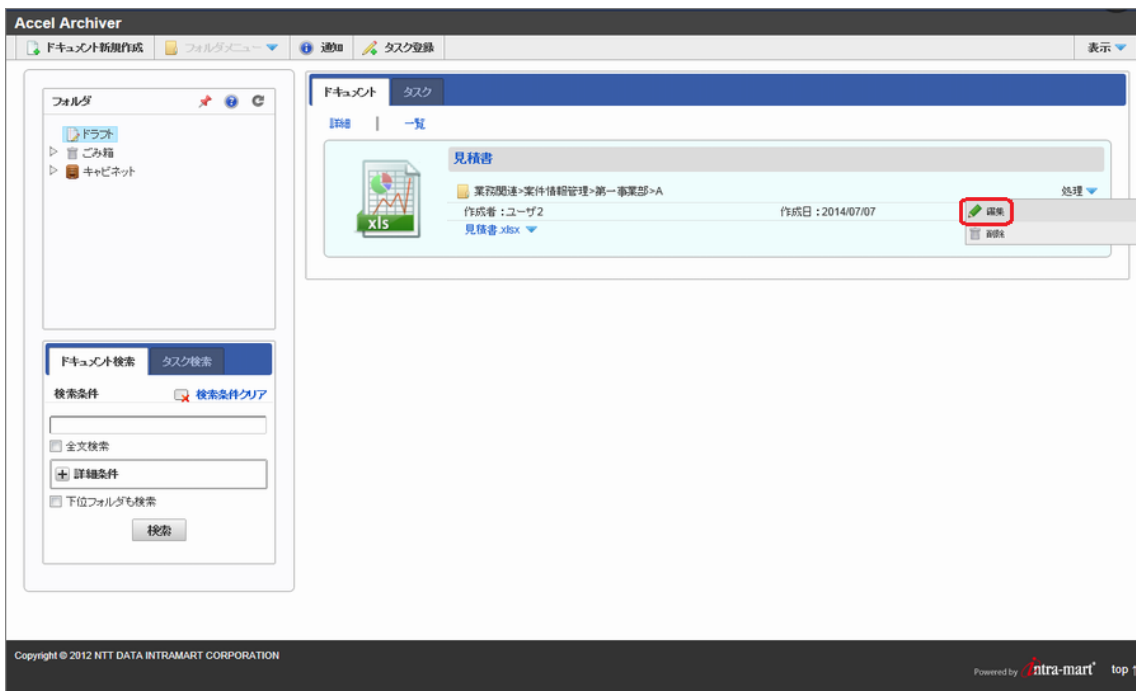 Accel Archiver
ドキュメント新規作成 フォルダメニュー 通知 タスク登録 表示
フォルダ
ドラフト
ごみ箱
キャビネット
ドキュメント タスク
詳細 | 一覧
見積書
業務関連>案件情報管理>第一事業部>A 処理
作成者:ユーザ2 作成日:2014/07/07 編集
見積書.xlsx 削除
xls
ドキュメント検索 タスク検索
検索条件 検索条件クリア
全文検索
詳細条件
下位フォルダも検索
検索
Copyright © 2012 NTT DATA INTRAMART CORPORATION
Powered by intra-mart top ↑